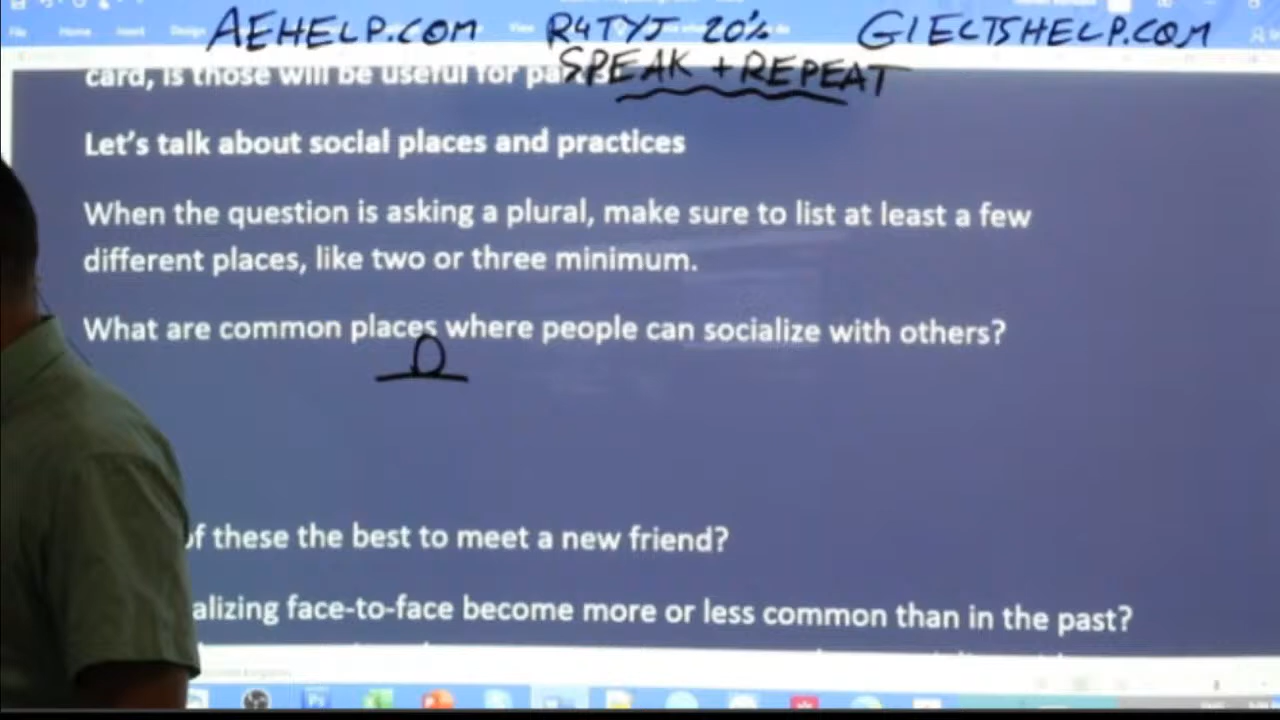 AEHELP.COM R4TYJ 20% GIELTSHELP.COM
SPEAK + REPEAT
card, is those will be useful for
Let's talk about social places and practices
When the question is asking a plural, make sure to list at least a few
different places, like two or three minimum.
What are common places where people can socialize with others?
of these the best to meet a new friend?
alizing face-to-face become more or less common than in the past?